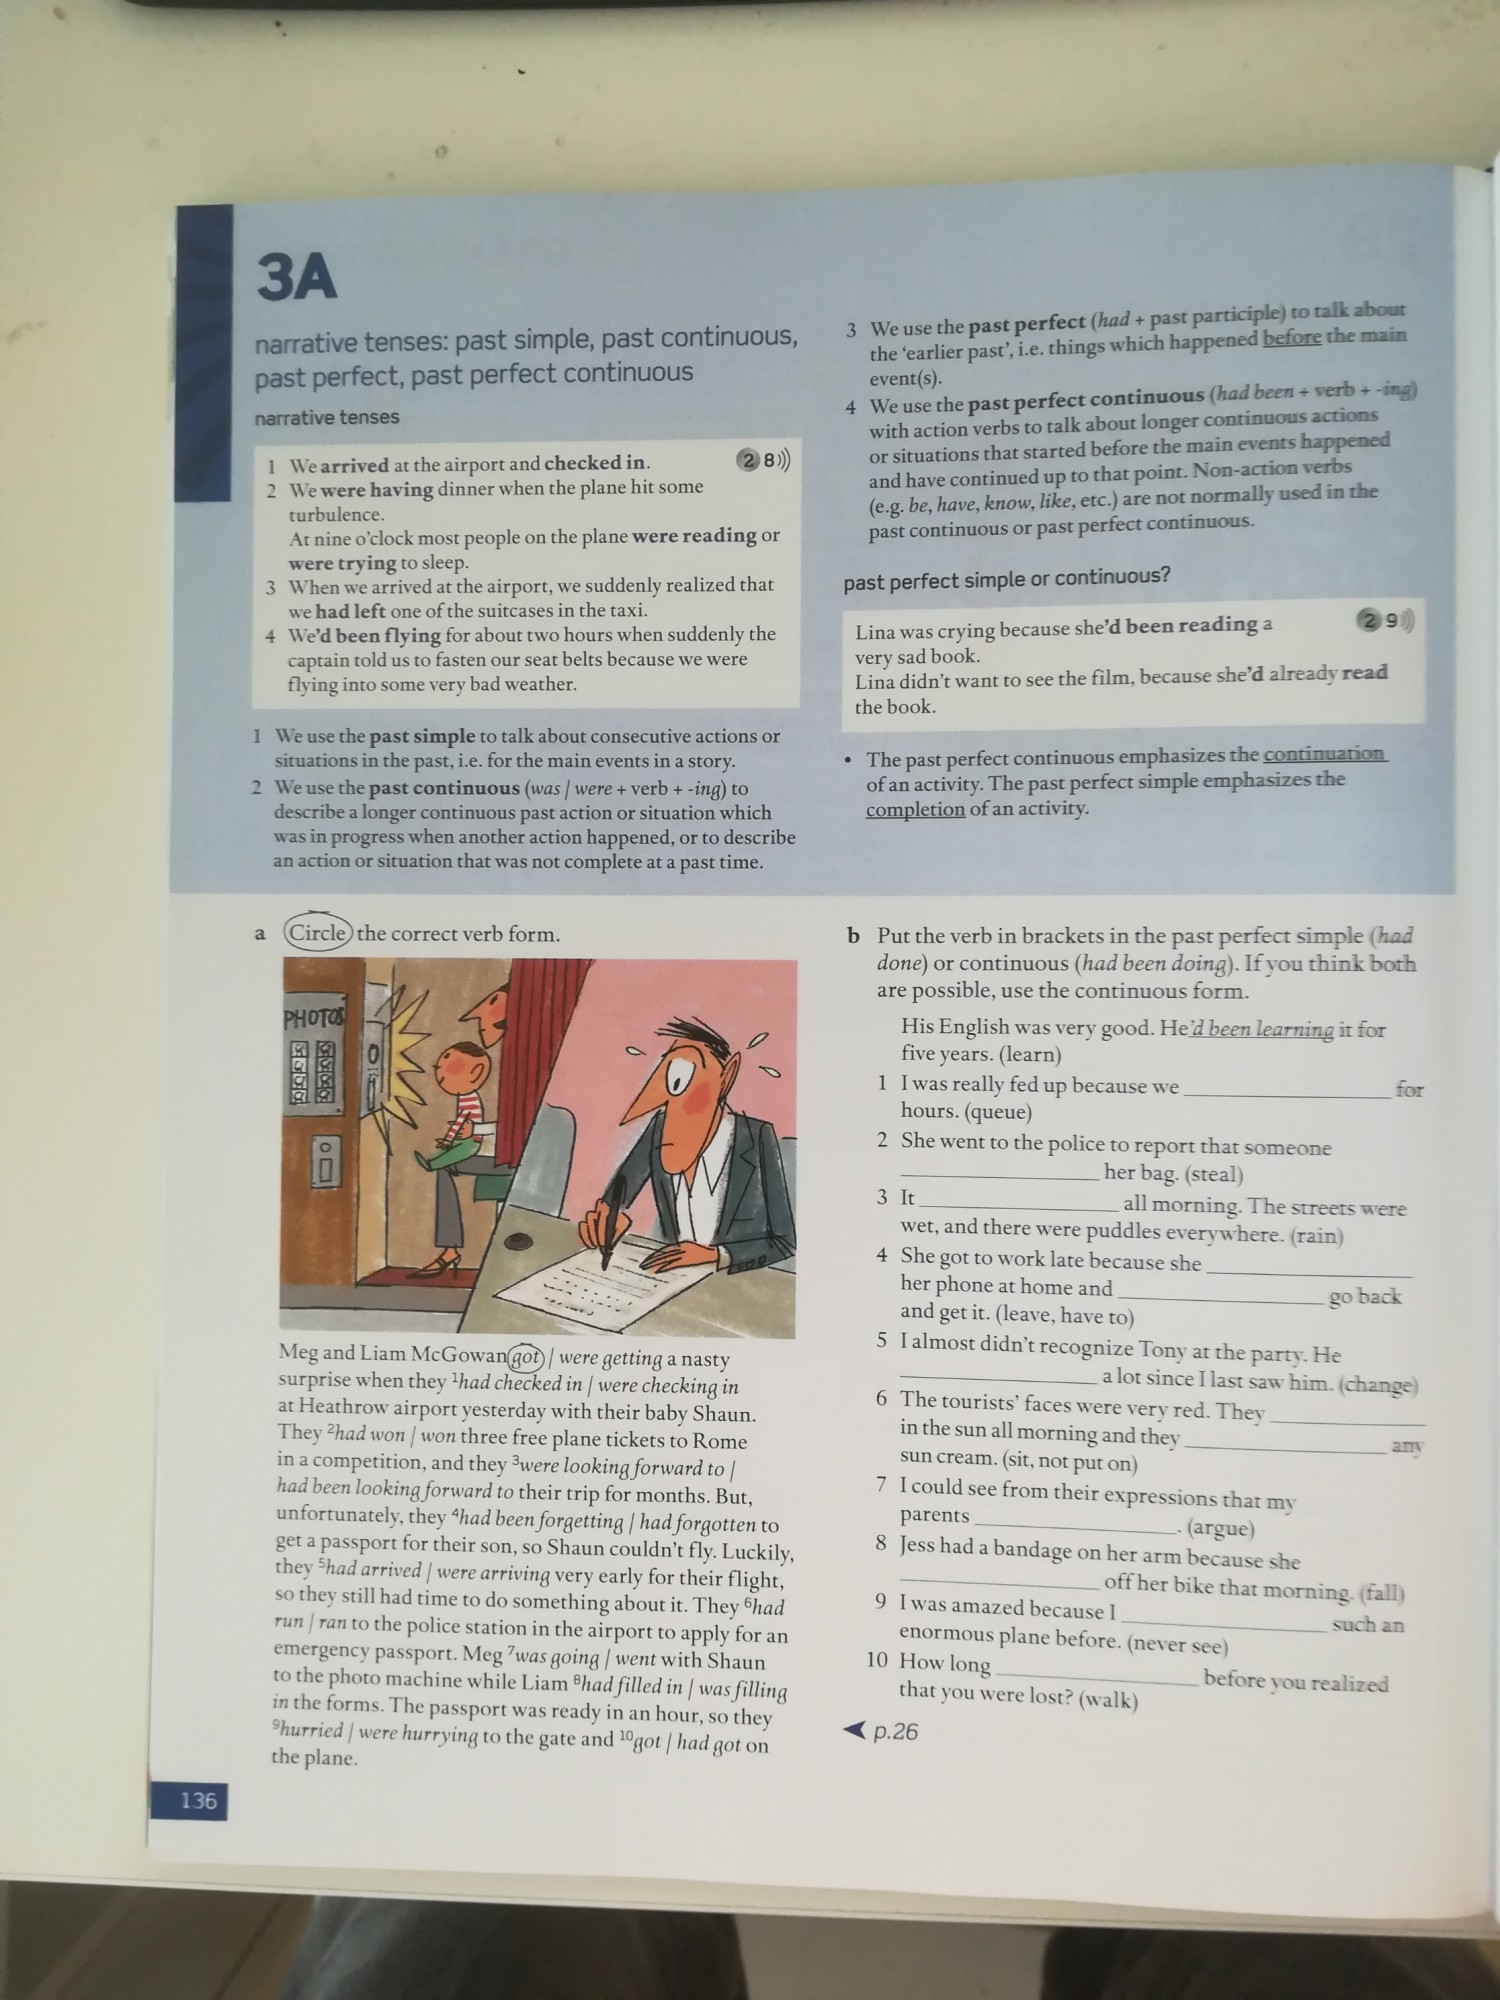 3A
narrative tenses: past simple, past continuous,
past perfect, past perfect continuous
narrative tenses
1 We arrived at the airport and checked in.
2 8
2 We were having dinner when the plane hit some
turbulence.
At nine o'clock most people on the plane were reading or
were trying to sleep.
3 When we arrived at the airport, we suddenly realized that
we had left one of the suitcases in the taxi.
4 We'd been flying for about two hours when suddenly the
captain told us to fasten our seat belts because we were
flying into some very bad weather.
1 We use the past simple to talk about consecutive actions or
situations in the past, i.e. for the main events in a story.
2 We use the past continuous (was / were + verb + -ing) to
describe a longer continuous past action or situation which
was in progress when another action happened, or to describe
an action or situation that was not complete at a past time.
3 We use the past perfect (had + past participle) to talk about
the 'earlier past', i.e. things which happened before the main
event(s).
4 We use the past perfect continuous (had been + verb + -ing)
with action verbs to talk about longer continuous actions
or situations that started before the main events happened
and have continued up to that point. Non-action verbs
(e.g. be, have, know, like, etc.) are not normally used in the
past continuous or past perfect continuous.
past perfect simple or continuous?
Lina was crying because she'd been reading a
2 9
very sad book.
Lina didn't want to see the film, because she'd already read
the book.
• The past perfect continuous emphasizes the continuation
of an activity. The past perfect simple emphasizes the
completion of an activity.
a Circle the correct verb form.
PHOTOS
Meg and Liam McGowan got / were getting a nasty
surprise when they 1had checked in / were checking in
at Heathrow airport yesterday with their baby Shaun.
They 2had won / won three free plane tickets to Rome
in a competition, and they 3were looking forward to /
had been looking forward to their trip for months. But,
unfortunately, they 4had been forgetting / had forgotten to
get a passport for their son, so Shaun couldn't fly. Luckily,
they 5had arrived / were arriving very early for their flight,
so they still had time to do something about it. They 6had
run / ran to the police station in the airport to apply for an
emergency passport. Meg 7was going / went with Shaun
to the photo machine while Liam 8had filled in / was filling
in the forms. The passport was ready in an hour, so they
9hurried / were hurrying to the gate and 10got / had got on
the plane.
b Put the verb in brackets in the past perfect simple (had
done) or continuous (had been doing). If you think both
are possible, use the continuous form.
His English was very good. He'd been learning it for
five years. (learn)
1 I was really fed up because we ____ for
hours. (queue)
2 She went to the police to report that someone
____ her bag. (steal)
3 It ____ all morning. The streets were
wet, and there were puddles everywhere. (rain)
4 She got to work late because she ____
her phone at home and ____ go back
and get it. (leave, have to)
5 I almost didn't recognize Tony at the party. He
____ a lot since I last saw him. (change)
6 The tourists' faces were very red. They ____
in the sun all morning and they ____ any
sun cream. (sit, not put on)
7 I could see from their expressions that my
parents ____. (argue)
8 Jess had a bandage on her arm because she
____ off her bike that morning. (fall)
9 I was amazed because I ____ such an
enormous plane before. (never see)
10 How long ____ before you realized
that you were lost? (walk)
p.26
136